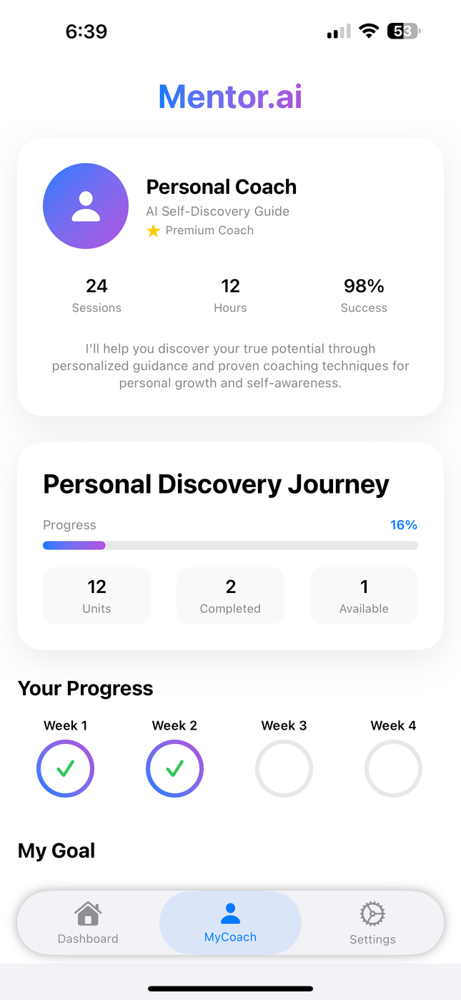 6:39
53
Mentor.ai
Personal Coach
AI Self-Discovery Guide
Premium Coach
24
12
98%
Sessions
Hours
Success
I'll help you discover your true potential through
personalized guidance and proven coaching techniques for
personal growth and self-awareness.
Personal Discovery Journey
Progress
16%
12
2
1
Units
Completed
Available
Your Progress
Week 1
Week 2
Week 3
Week 4
My Goal
Dashboard
MyCoach
Settings